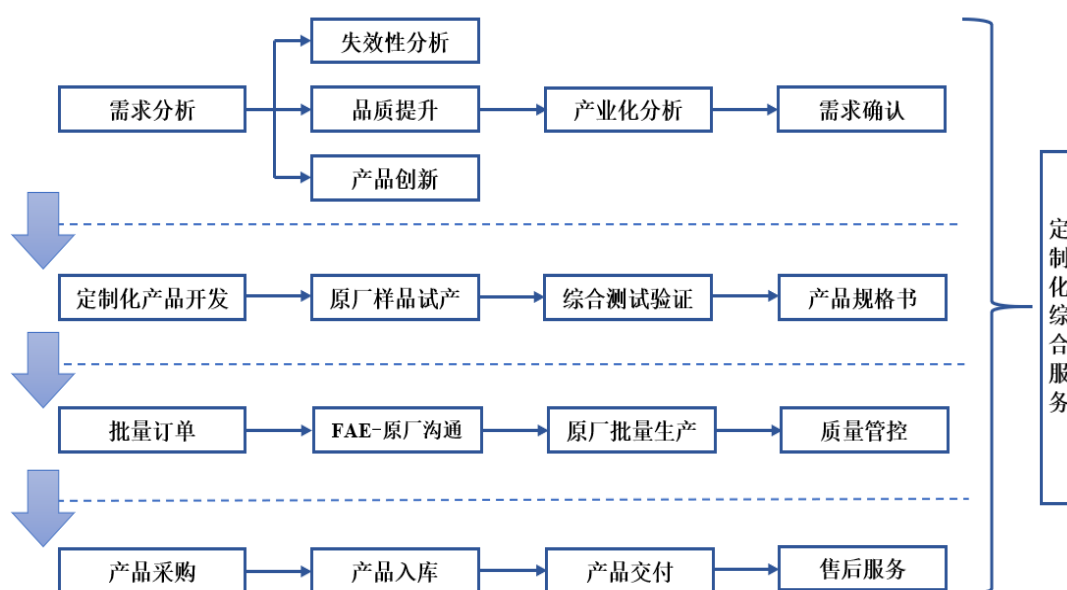 失效性分析
需求分析
品质提升
产业化分析
需求确认
产品创新
定制化产品开发
原厂样品试产
综合测试验证
产品规格书
批量订单
FAE-原厂沟通
原厂批量生产
质量管控
产品采购
产品入库
产品交付
售后服务
定制化综合服务